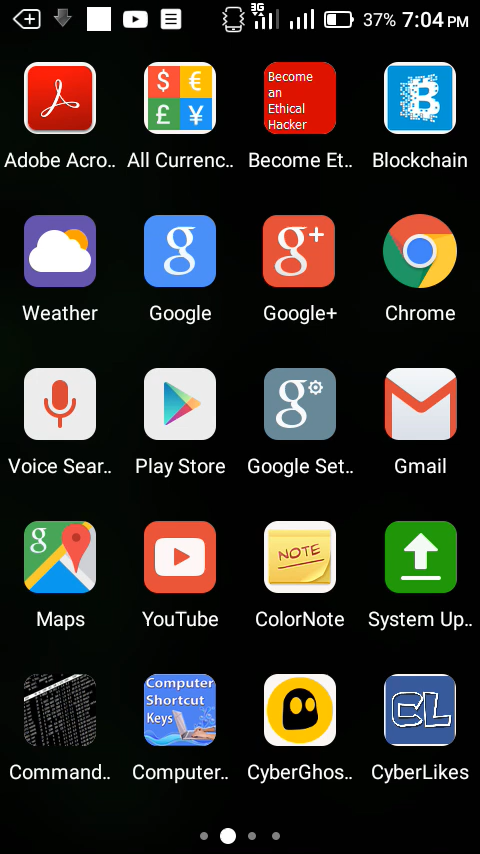 3G
37% 7:04 PM
$ €
£ ¥
Become
an
Ethical
Hacker
B
Adobe Acro.. All Currenc.. Become Et.. Blockchain
g g+
Weather Google Google+ Chrome
g
Voice Sear.. Play Store Google Set.. Gmail
g
NOTE
Maps YouTube ColorNote System Up..
Computer
Shortcut
Keys
CL
Command.. Computer.. CyberGhos.. CyberLikes